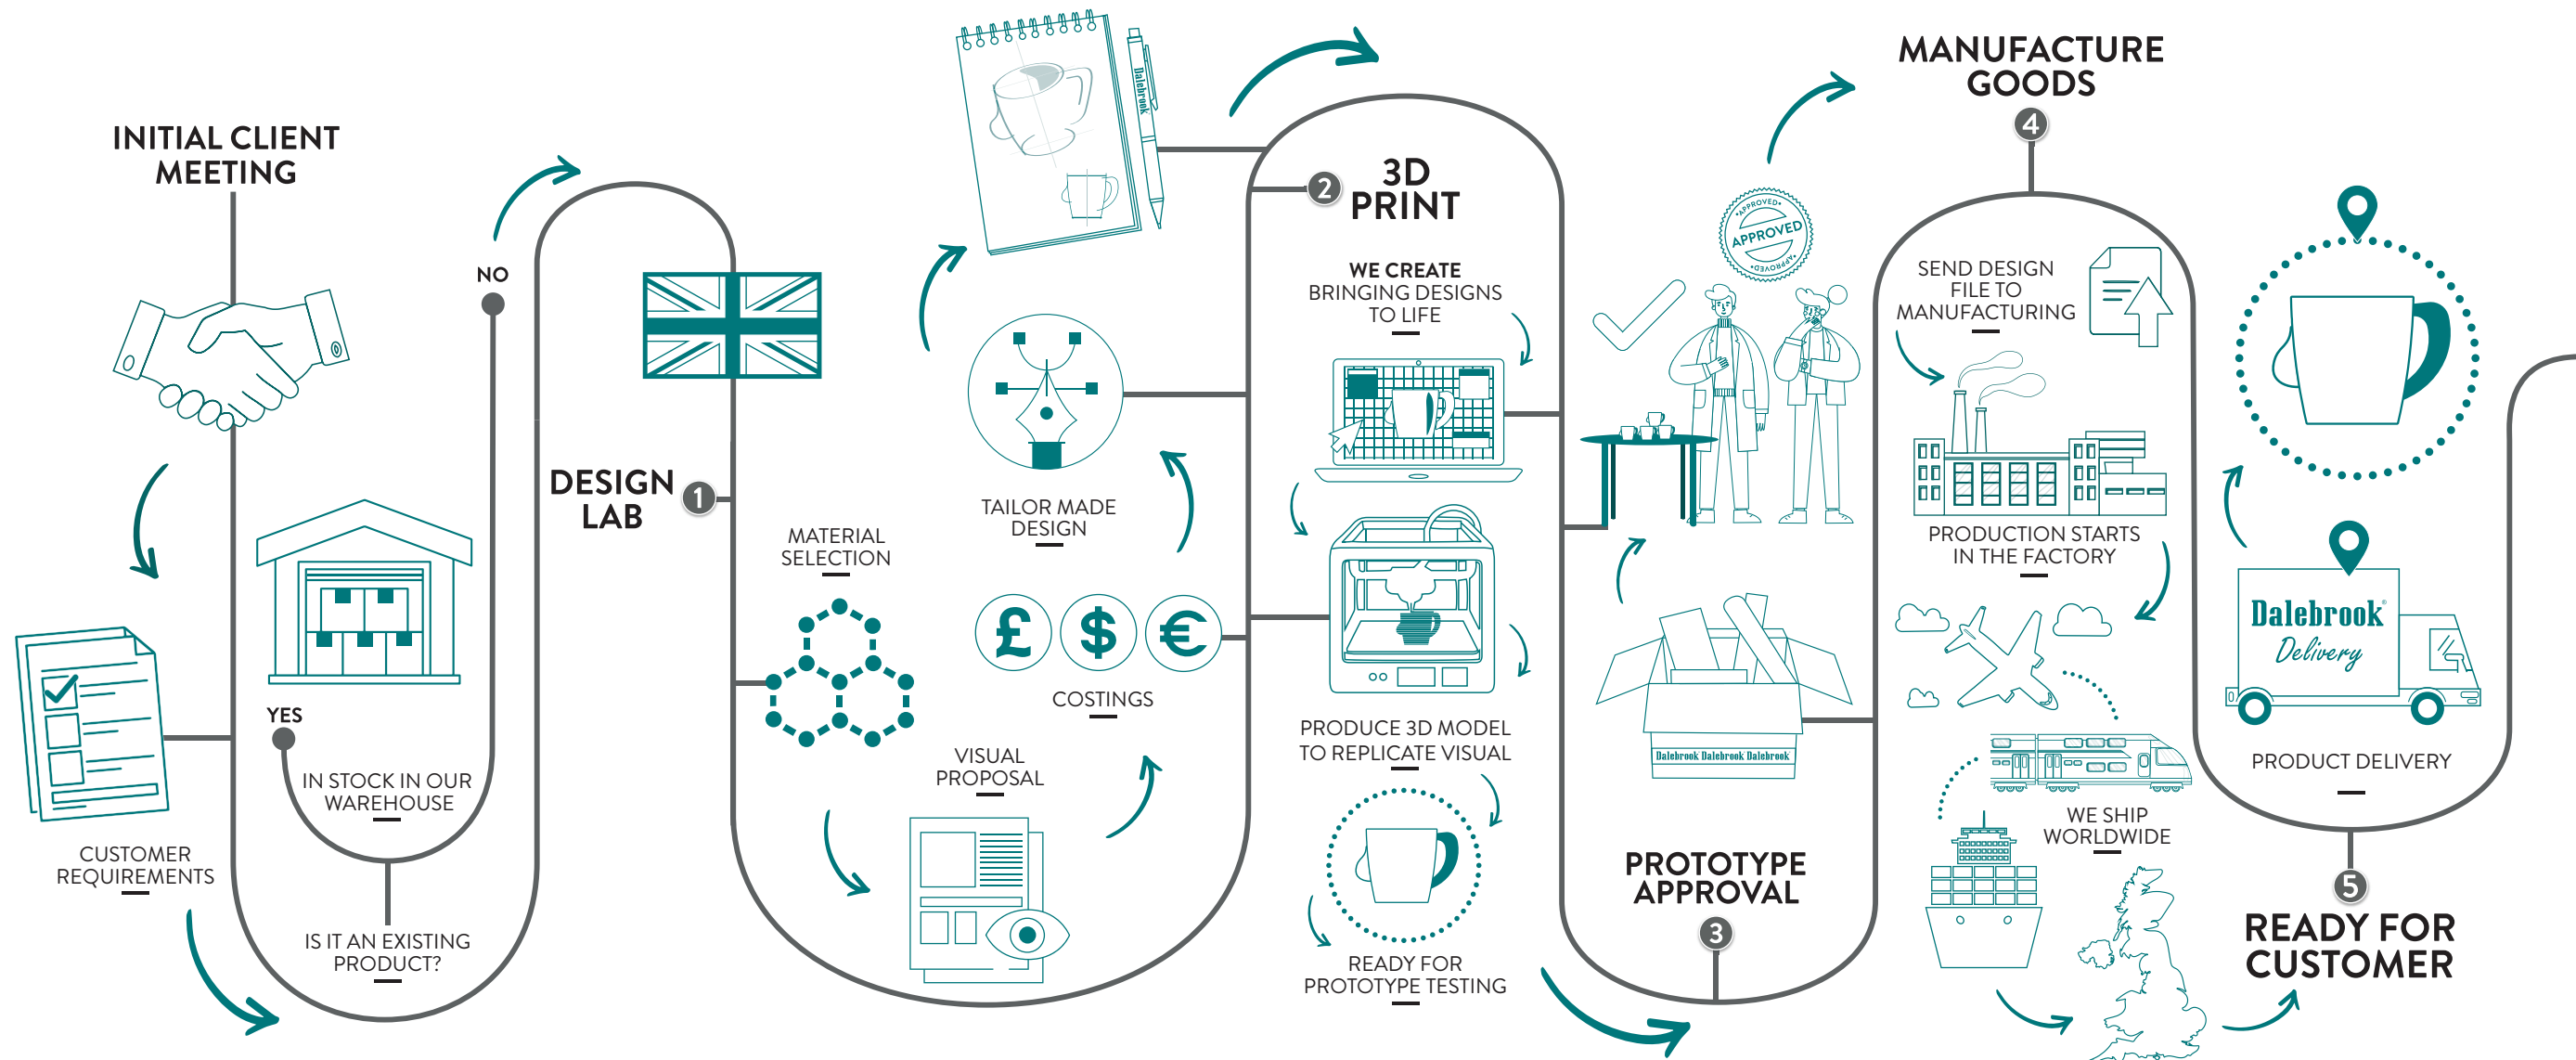 INITIAL CLIENT
MEETING
CUSTOMER
REQUIREMENTS
IS IT AN EXISTING
PRODUCT?
YES
IN STOCK IN OUR
WAREHOUSE
NO
DESIGN
LAB
1
MATERIAL
SELECTION
VISUAL
PROPOSAL
£ $ €
COSTINGS
TAILOR MADE
DESIGN
Dalebrook
2
3D
PRINT
WE CREATE
BRINGING DESIGNS
TO LIFE
PRODUCE 3D MODEL
TO REPLICATE VISUAL
READY FOR
PROTOTYPE TESTING
PROTOTYPE
APPROVAL
3
Dalebrook Dalebrook Dalebrook
APPROVED
APPROVED
APPROVED
MANUFACTURE
GOODS
4
SEND DESIGN
FILE TO
MANUFACTURING
PRODUCTION STARTS
IN THE FACTORY
WE SHIP
WORLDWIDE
Dalebrook®
Delivery
PRODUCT DELIVERY
5
READY FOR
CUSTOMER